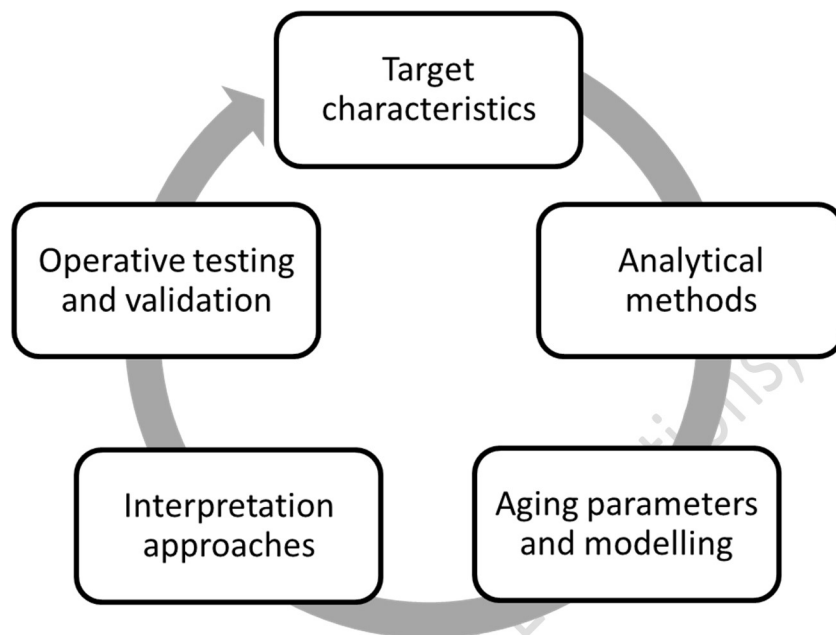 Target
characteristics
Analytical
methods
Aging parameters
and modelling
Interpretation
approaches
Operative testing
and validation